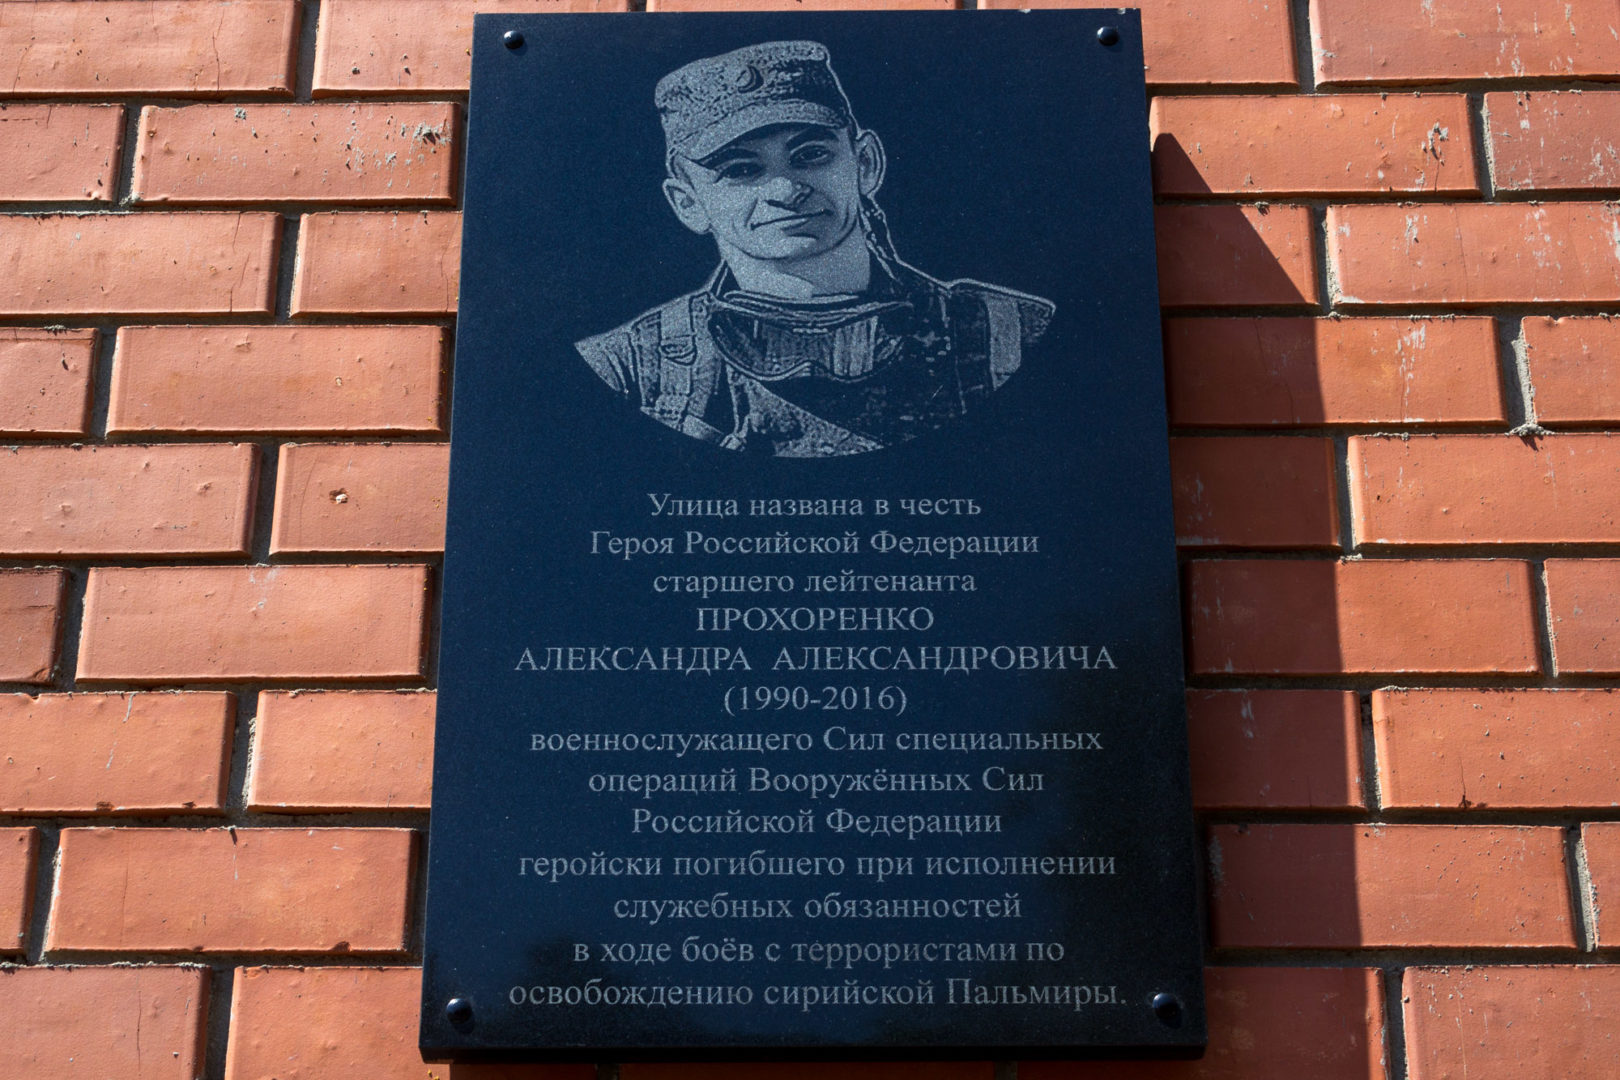 Улица названа в честь
Героя Российской Федерации
старшего лейтенанта
ПРОХОРЕНКО
АЛЕКСАНДРА АЛЕКСАНДРОВИЧА
(1990-2016)
военнослужащего Сил специальных
операций Вооружённых Сил
Российской Федерации
геройски погибшего при исполнении
служебных обязанностей
в ходе боёв с террористами по
освобождению сирийской Пальмиры.